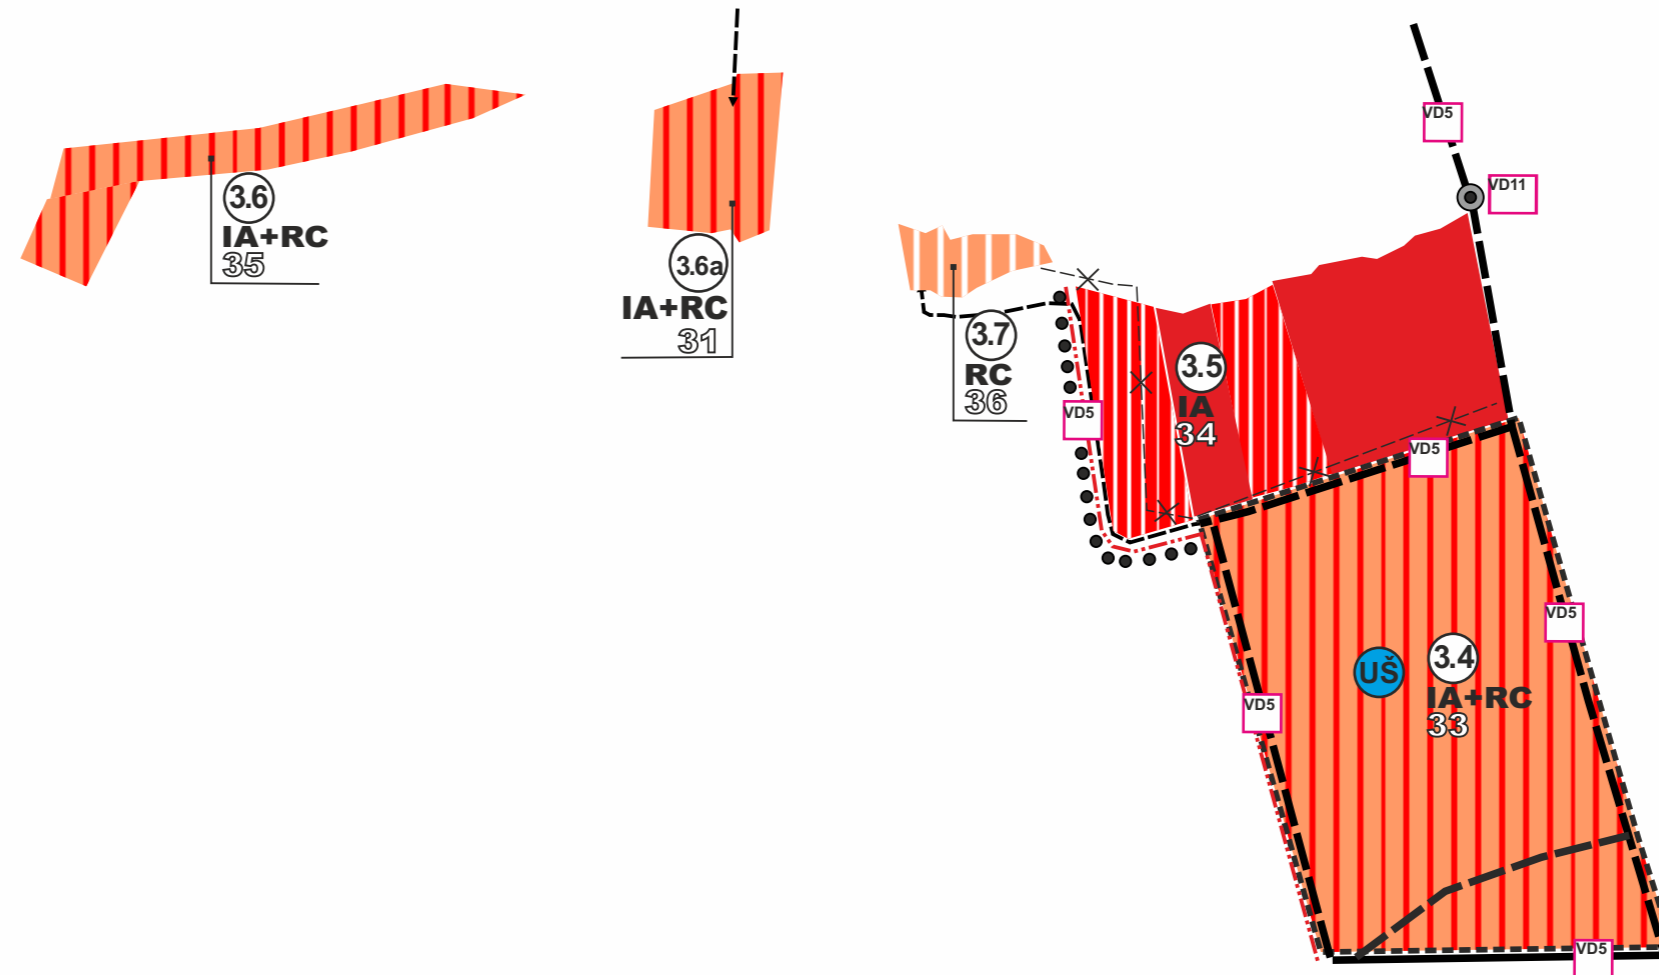 VD5
VD11
3.6
IA+RC
35
3.6a
IA+RC
31
3.7
RC
36
VD5
3.5
IA
34
VD5
VD5
UŠ
3.4
IA+RC
33
VD5
VD5